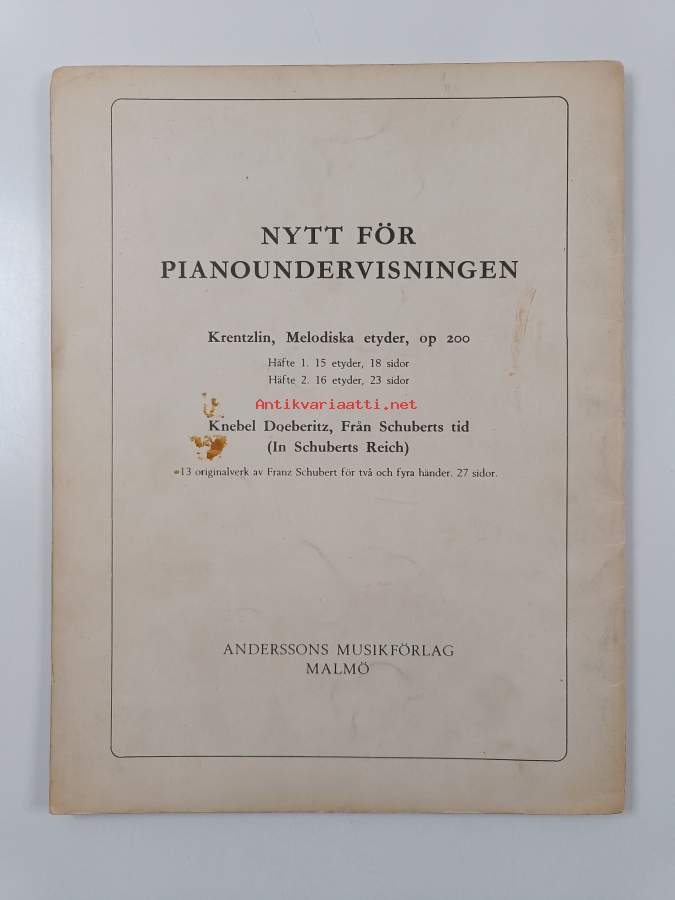 NYTT FÖR
PIANOUNDERVISNINGEN
Krentzlin, Melodiska etyder, op 200
Häfte 1. 15 etyder, 18 sidor
Häfte 2. 16 etyder, 23 sidor
Antikvariaatti.net
Knebel Doeberitz, Från Schuberts tid
(In Schuberts Reich)
13 originalverk av Franz Schubert för två och fyra händer. 27 sidor.
ANDERSSONS MUSIKFÖRLAG
MALMÖ